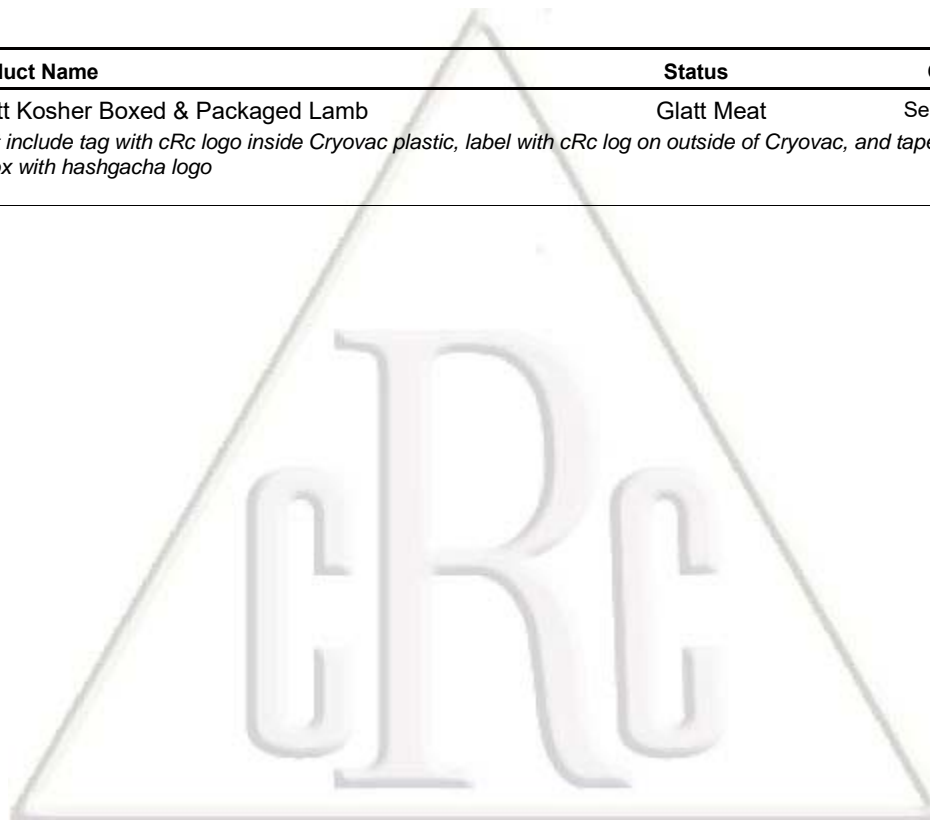 duct Name Status
tt Kosher Boxed & Packaged Lamb Glatt Meat Se
include tag with cRc logo inside Cryovac plastic, label with cRc log on outside of Cryovac, and tape
x with hashgacha logo
cRc